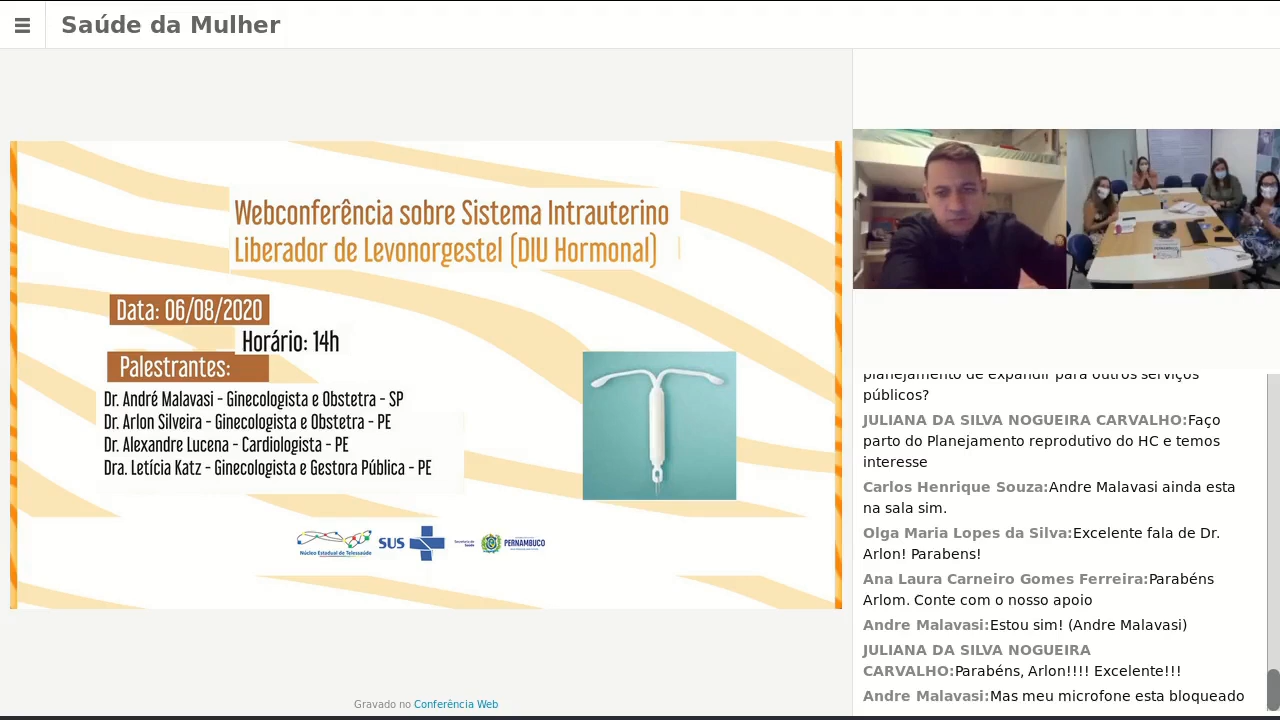 Saúde da Mulher
Webconferência sobre Sistema Intrauterino
Liberador de Levonorgestel (DIU Hormonal)
Data: 06/08/2020
Horário: 14h
Palestrantes:
Dr. André Malavasi - Ginecologista e Obstetra - SP
Dr. Arlon Silveira - Ginecologista e Obstetra - PE
Dr. Alexandre Lucena - Cardiologista - PE
Dra. Letícia Katz - Ginecologista e Gestora Pública - PE
Núcleo Estadual de Telessaúde
SUS
PERNAMBUCO
Gravado no Conferência Web
planejamento de expandir para outros serviços
públicos?
JULIANA DA SILVA NOGUEIRA CARVALHO:Faço
parto do Planejamento reprodutivo do HC e temos
interesse
Carlos Henrique Souza:Andre Malavasi ainda esta
na sala sim.
Olga Maria Lopes da Silva:Excelente fala de Dr.
Arlon! Parabens!
Ana Laura Carneiro Gomes Ferreira:Parabéns
Arlom. Conte com o nosso apoio
Andre Malavasi:Estou sim! (Andre Malavasi)
JULIANA DA SILVA NOGUEIRA
CARVALHO:Parabéns, Arlon!!!! Excelente!!!
Andre Malavasi:Mas meu microfone esta bloqueado